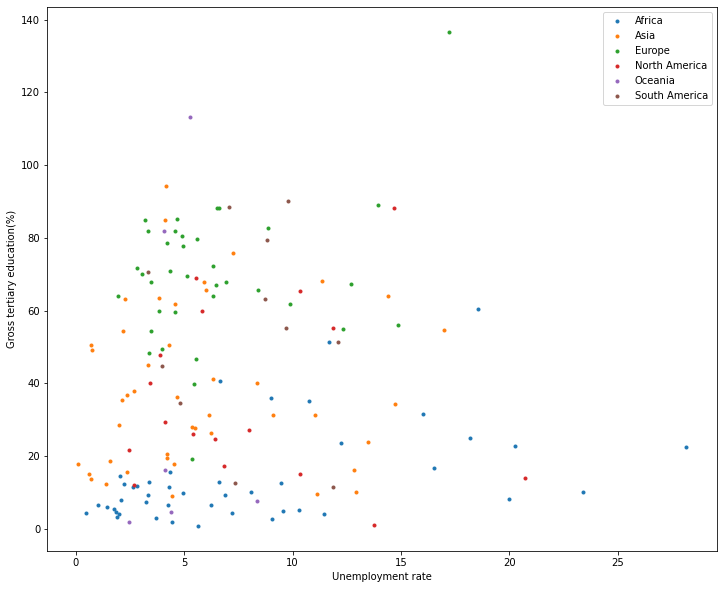 140
120
100
80
60
40
20
0
Gross tertiary education(%)
Africa
Asia
Europe
North America
Oceania
South America
0 5 10 15 20 25
Unemployment rate